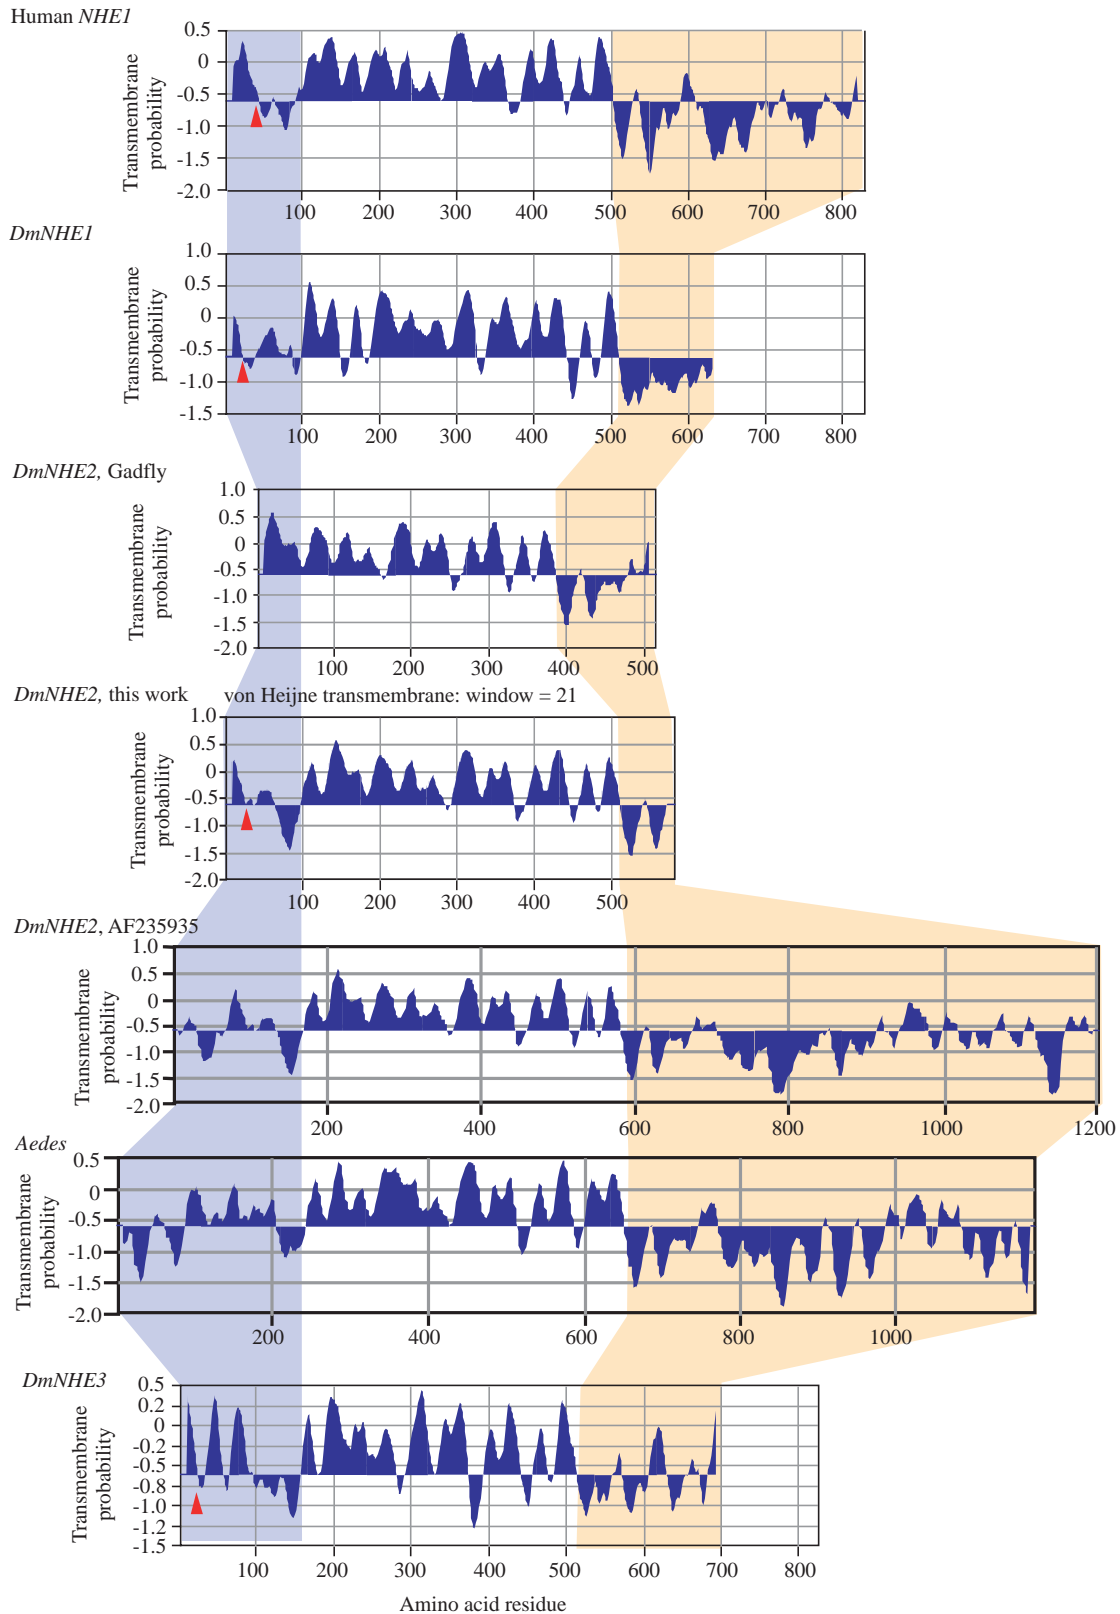 Human NHE1
0.5
0
-0.5
-1.0
-1.5
-2.0
Transmembrane
probability
100 200 300 400 500 600 700 800
DmNHE1
1.0
0.5
0
-0.5
-1.0
-1.5
Transmembrane
probability
100 200 300 400 500 600 700 800
DmNHE2, Gadfly
1.0
0.5
0
-0.5
-1.0
-1.5
-2.0
Transmembrane
probability
100 200 300 400 500
DmNHE2, this work von Heijne transmembrane: window = 21
1.0
0.5
0
-0.5
-1.0
-1.5
-2.0
Transmembrane
probability
100 200 300 400 500
DmNHE2, AF235935
1.0
0.5
0
-0.5
-1.0
-1.5
-2.0
Transmembrane
probability
200 400 600 800 1000 1200
Aedes
0.5
0
-0.5
-1.0
-1.5
-2.0
Transmembrane
probability
200 400 600 800 1000
DmNHE3
0.5
0.2
0
-0.2
-0.5
-0.8
-1.0
-1.2
-1.5
Transmembrane
probability
100 200 300 400 500 600 700 800
Amino acid residue